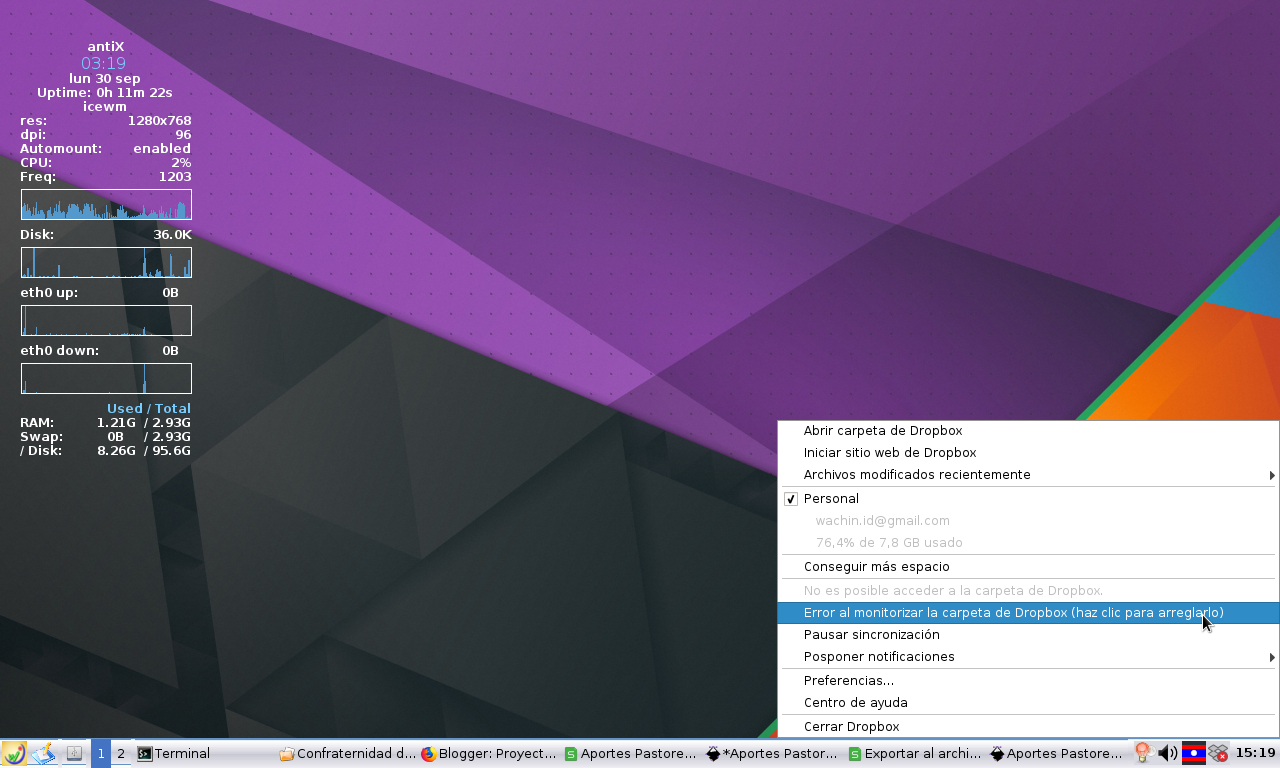 antiX
03:19
lun 30 sep
Uptime: 0h 11m 22s
icewm
res: 1280x768
dpi: 96
Automount: enabled
CPU: 2%
Freq: 1203
Disk: 36.0K
eth0 up: 0B
eth0 down: 0B
Used / Total
RAM: 1.21G / 2.93G
Swap: 0B / 2.93G
/ Disk: 8.26G / 95.6G
Abrir carpeta de Dropbox
Iniciar sitio web de Dropbox
Archivos modificados recientemente
Personal
wachin.id@gmail.com
76,4% de 7,8 GB usado
Conseguir más espacio
No es posible acceder a la carpeta de Dropbox.
Error al monitorizar la carpeta de Dropbox (haz clic para arreglarlo)
Pausar sincronización
Posponer notificaciones
Preferencias...
Centro de ayuda
Cerrar Dropbox
1 2 Terminal Confraternidad d... Blogger: Proyect... Aportes Pastore... *Aportes Pastor... Exportar al archi... Aportes Pastore... 15:19